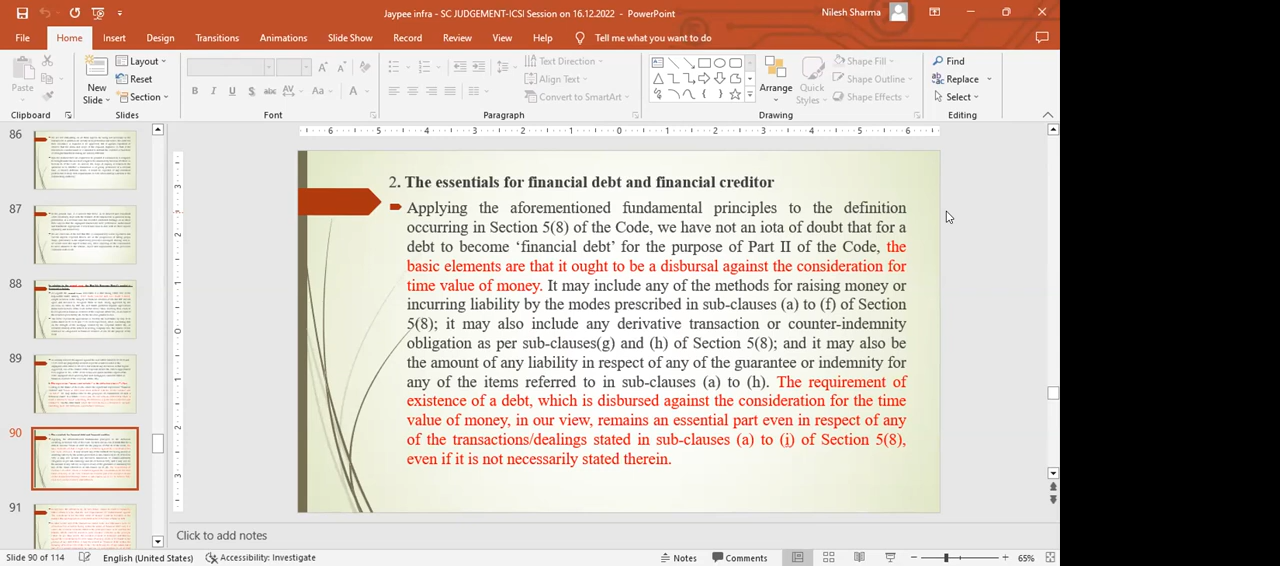 Jaypee infra - SC JUDGEMENT-ICSI Session on 16.12.2022 - PowerPoint
Nilesh Sharma
File Home Insert Design Transitions Animations Slide Show Record Review View Help Tell me what you want to do
Paste
New Slide
Layout
Reset
Section
Text Direction
Align Text
Convert to SmartArt
Arrange
Quick Styles
Shape Fill
Shape Outline
Shape Effects
Find
Replace
Select
Clipboard Slides Font Paragraph Drawing Editing
86
87
88
89
90
91
2. The essentials for financial debt and financial creditor
Applying the aforementioned fundamental principles to the definition
occurring in Section 5(8) of the Code, we have not an iota of doubt that for a
debt to become ‘financial debt’ for the purpose of Part II of the Code, the
basic elements are that it ought to be a disbursal against the consideration for
time value of money. It may include any of the methods for raising money or
incurring libility by the modes prescribed in sub-clauses (a) to (f) of Section
5(8); it may also include any derivative transaction or counter-indemnity
obligation as per sub-clauses(g) and (h) of Section 5(8); and it may also be
the amount of any liability in respect of any of the guarantee or indemnity for
any of the items referred to in sub-clauses (a) to (h). The requirement of
existence of a debt, which is disbursed against the consideration for the time
value of money, in our view, remains an essential part even in respect of any
of the transactions/dealings stated in sub-clauses (a) to (i) of Section 5(8),
even if it is not necessarily stated therein.
Click to add notes
Slide 90 of 114 English (United States) Accessibility: Investigate Notes Comments 65%